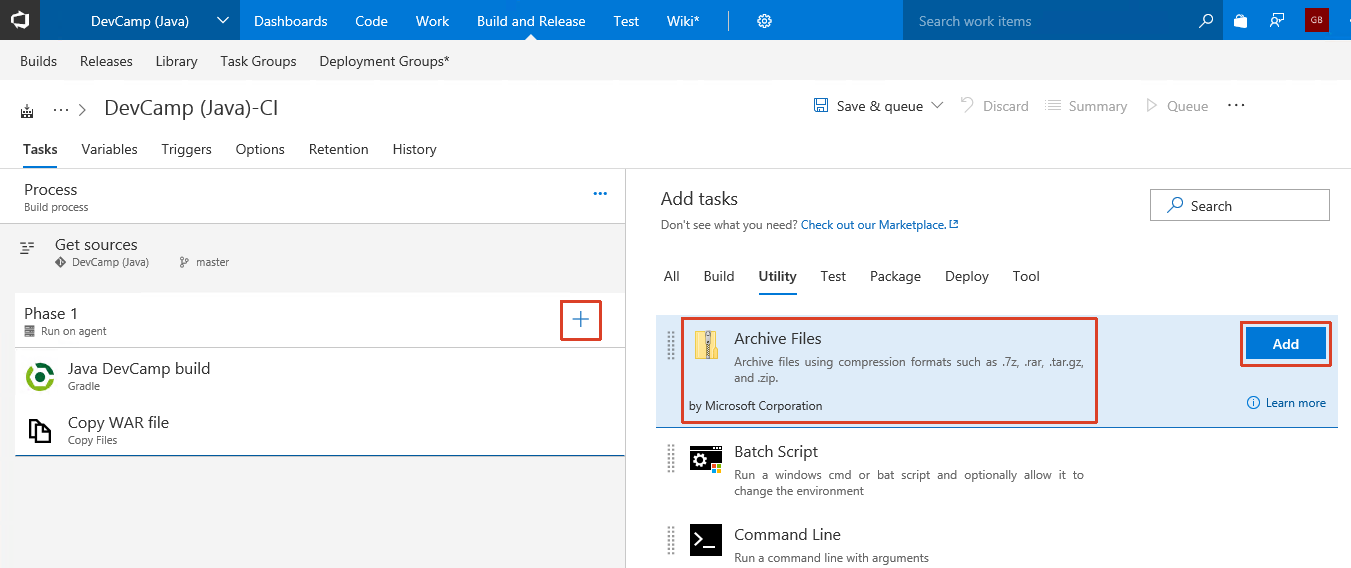 DevCamp (Java) Dashboards Code Work Build and Release Test Wiki* Search work items GB
Builds Releases Library Task Groups Deployment Groups*
... DevCamp (Java)-CI Save & queue Discard Summary Queue ...
Tasks Variables Triggers Options Retention History
Process
Build process
...
Get sources
DevCamp (Java) master
Phase 1
Run on agent
Java DevCamp build
Gradle
Copy WAR file
Copy Files
Add tasks
Don't see what you need? Check out our Marketplace.
Search
All Build Utility Test Package Deploy Tool
Archive Files
Archive files using compression formats such as .7z, .rar, .tar.gz,
and .zip.
by Microsoft Corporation
Add
Learn more
Batch Script
Run a windows cmd or bat script and optionally allow it to
change the environment
Command Line
Run a command line with arguments